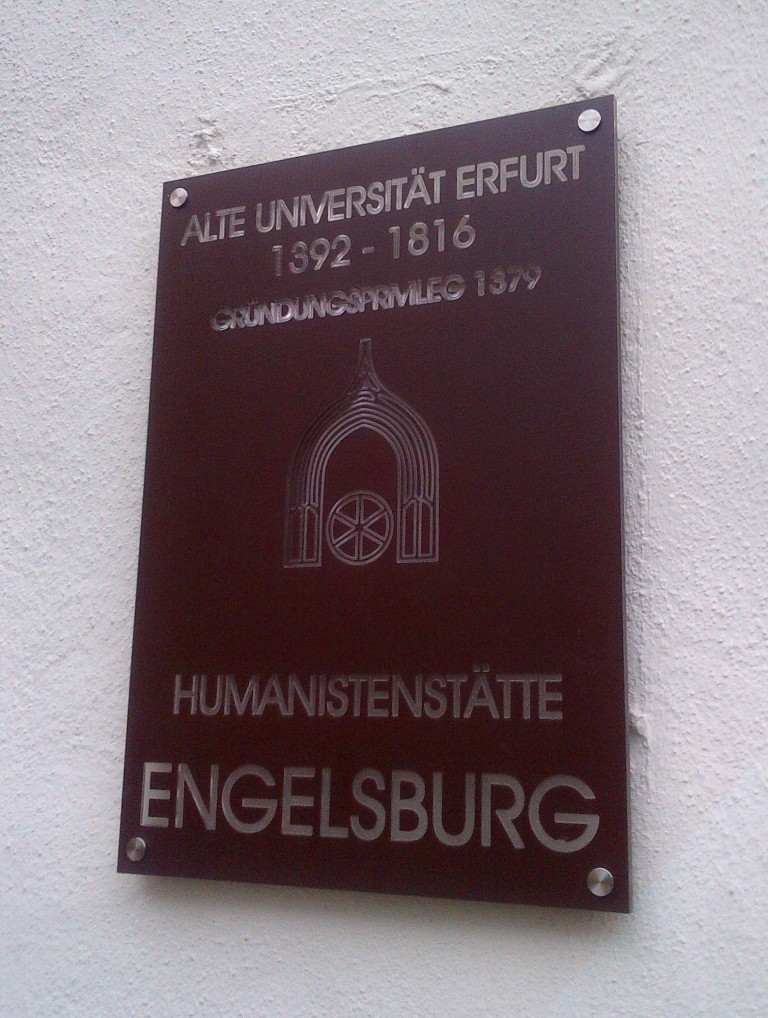 ALTE UNIVERSITÄT ERFURT
1392 - 1816
GRÜNDUNGSPRIVILEG 1379
HUMANISTENSTÄTTE
ENGELSBURG